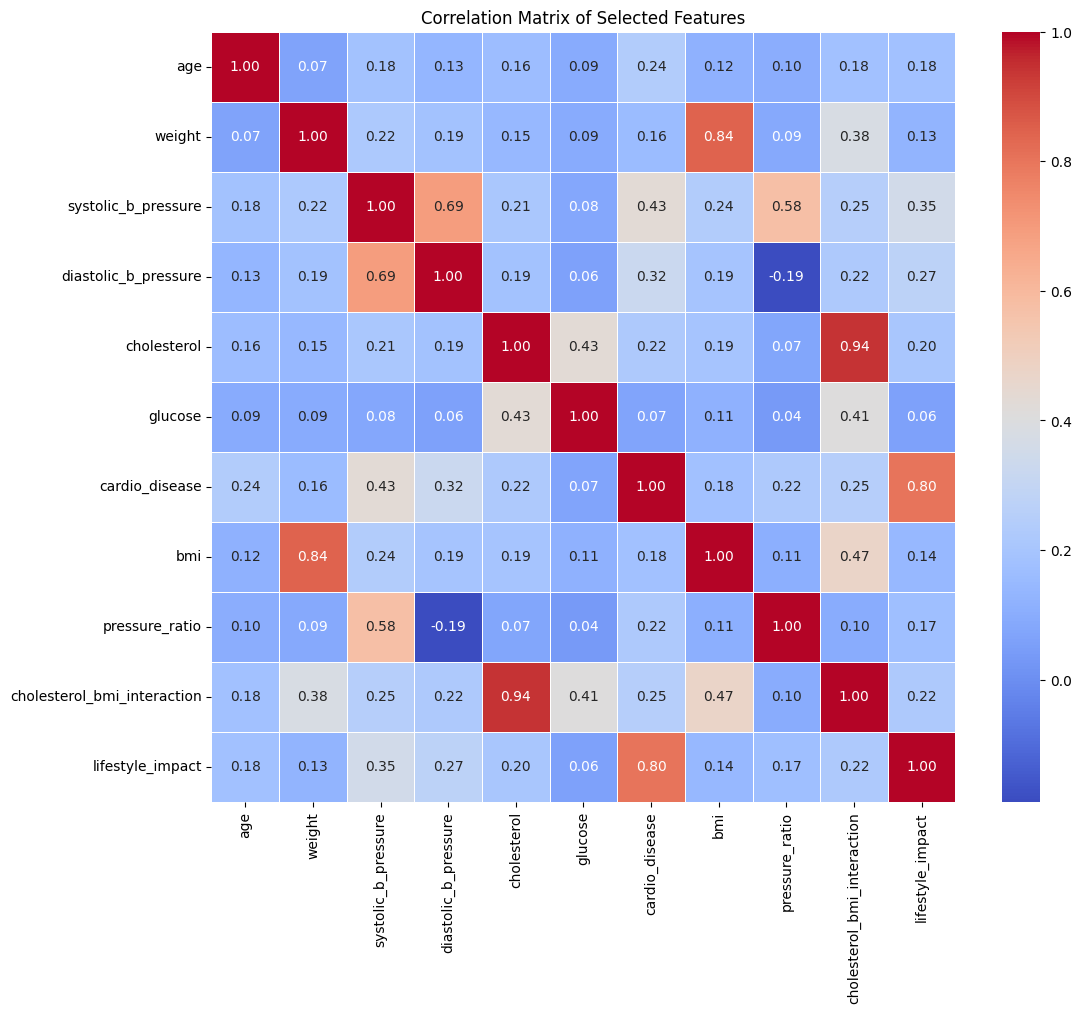 Correlation Matrix of Selected Features
age 1.00 0.07 0.18 0.13 0.16 0.09 0.24 0.12 0.10 0.18 0.18
weight 0.07 1.00 0.22 0.19 0.15 0.09 0.16 0.84 0.09 0.38 0.13
systolic_b_pressure 0.18 0.22 1.00 0.69 0.21 0.08 0.43 0.24 0.58 0.25 0.35
diastolic_b_pressure 0.13 0.19 0.69 1.00 0.19 0.06 0.32 0.19 -0.19 0.22 0.27
cholesterol 0.16 0.15 0.21 0.19 1.00 0.43 0.22 0.19 0.07 0.94 0.20
glucose 0.09 0.09 0.08 0.06 0.43 1.00 0.07 0.11 0.04 0.41 0.06
cardio_disease 0.24 0.16 0.43 0.32 0.22 0.07 1.00 0.18 0.22 0.25 0.80
bmi 0.12 0.84 0.24 0.19 0.19 0.11 0.18 1.00 0.11 0.47 0.14
pressure_ratio 0.10 0.09 0.58 -0.19 0.07 0.04 0.22 0.11 1.00 0.10 0.17
cholesterol_bmi_interaction 0.18 0.38 0.25 0.22 0.94 0.41 0.25 0.47 0.10 1.00 0.22
lifestyle_impact 0.18 0.13 0.35 0.27 0.20 0.06 0.80 0.14 0.17 0.22 1.00
age
weight
systolic_b_pressure
diastolic_b_pressure
cholesterol
glucose
cardio_disease
bmi
pressure_ratio
cholesterol_bmi_interaction
lifestyle_impact
1.0
0.8
0.6
0.4
0.2
0.0